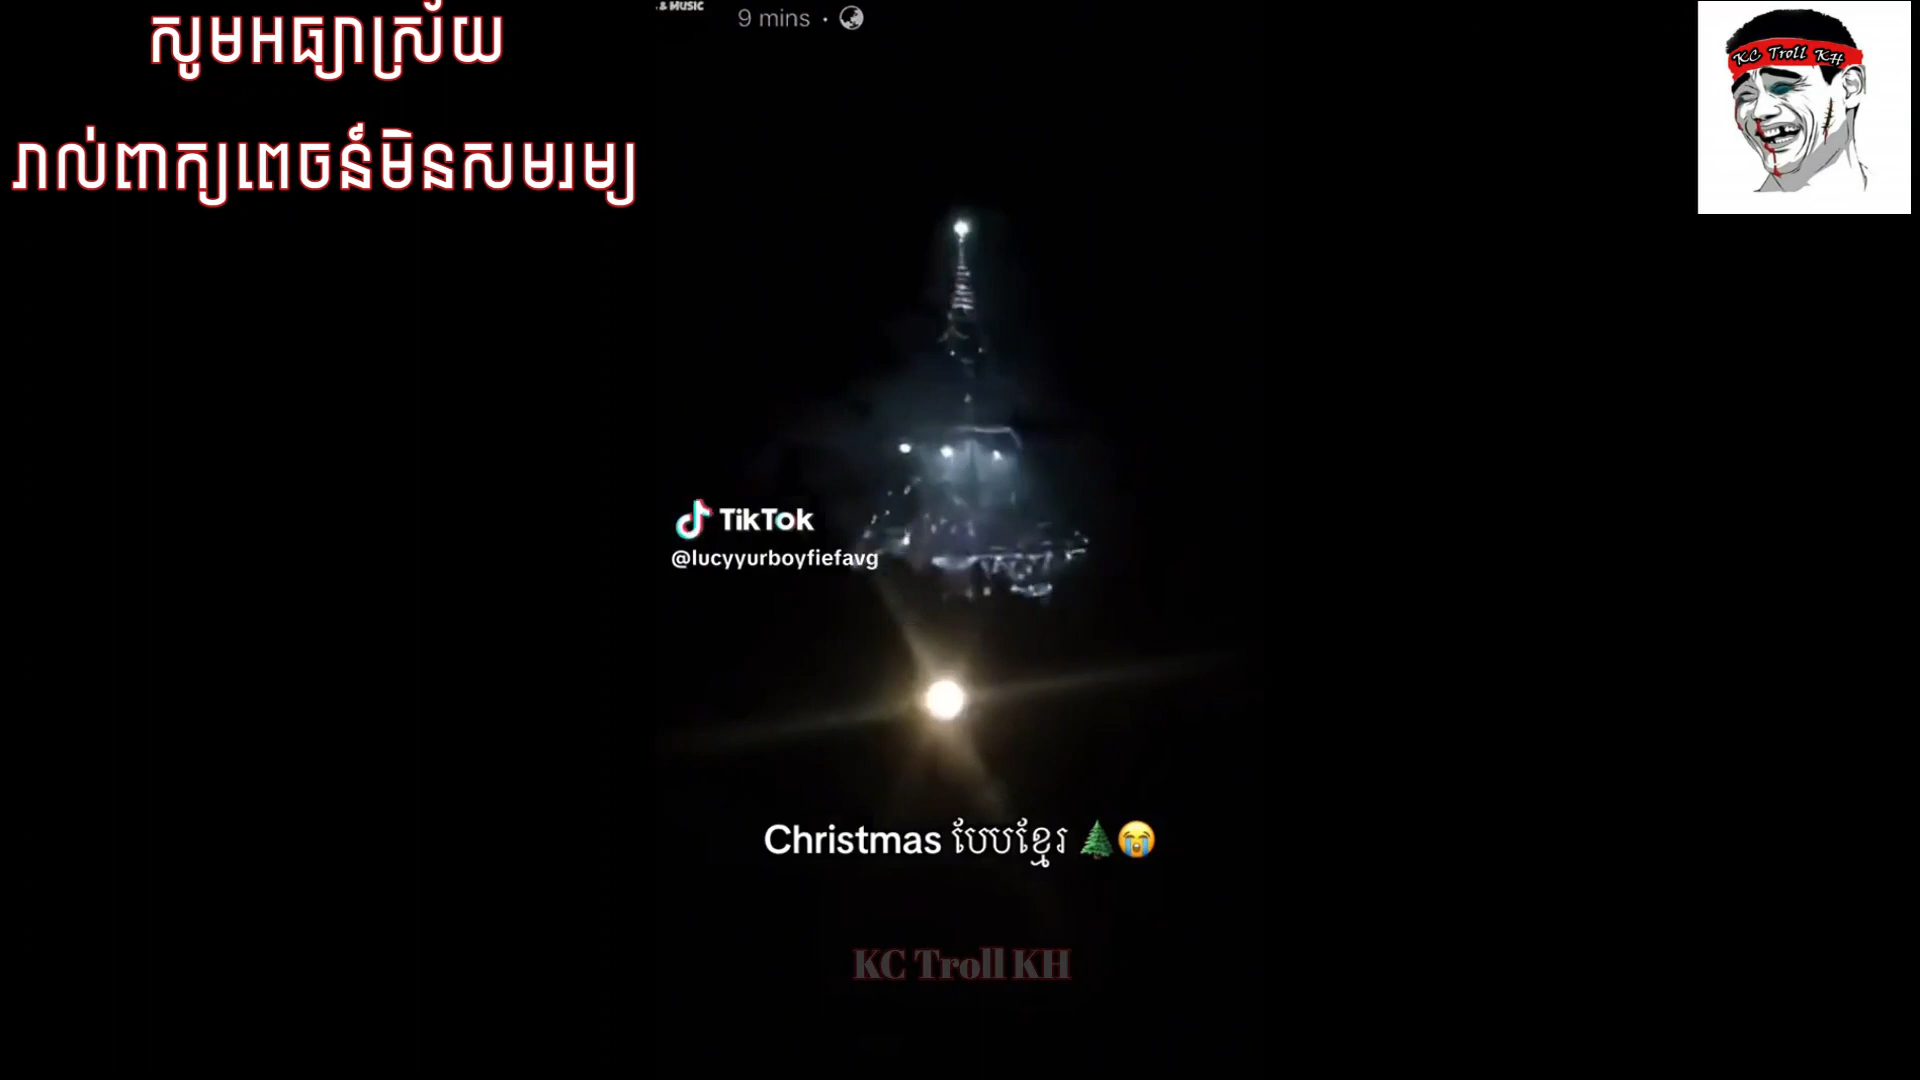 សូមអធ្យាស្រ័យ
រាល់ពាក្យពេចន៍មិនសមរម្យ
& MUSIC
9 mins ·
KC Troll KH
TikTok
@lucyyurboyfiefavg
Christmas បែបខ្មែរ 🌲😭
KC Troll KH